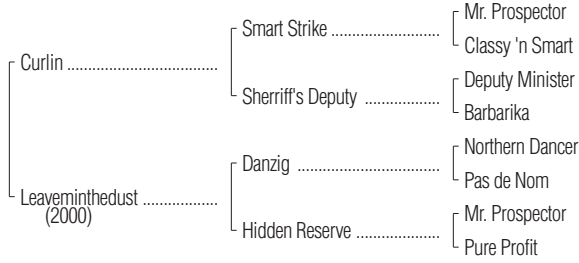 Mr. Prospector
Smart Strike ......................
Classy 'n Smart
Curlin ..............................
Deputy Minister
Sherriff's Deputy ...............
Barbarika
Northern Dancer
Danzig .............................
Pas de Nom
Leaveminthedust ...............
(2000)
Mr. Prospector
Hidden Reserve .................
Pure Profit